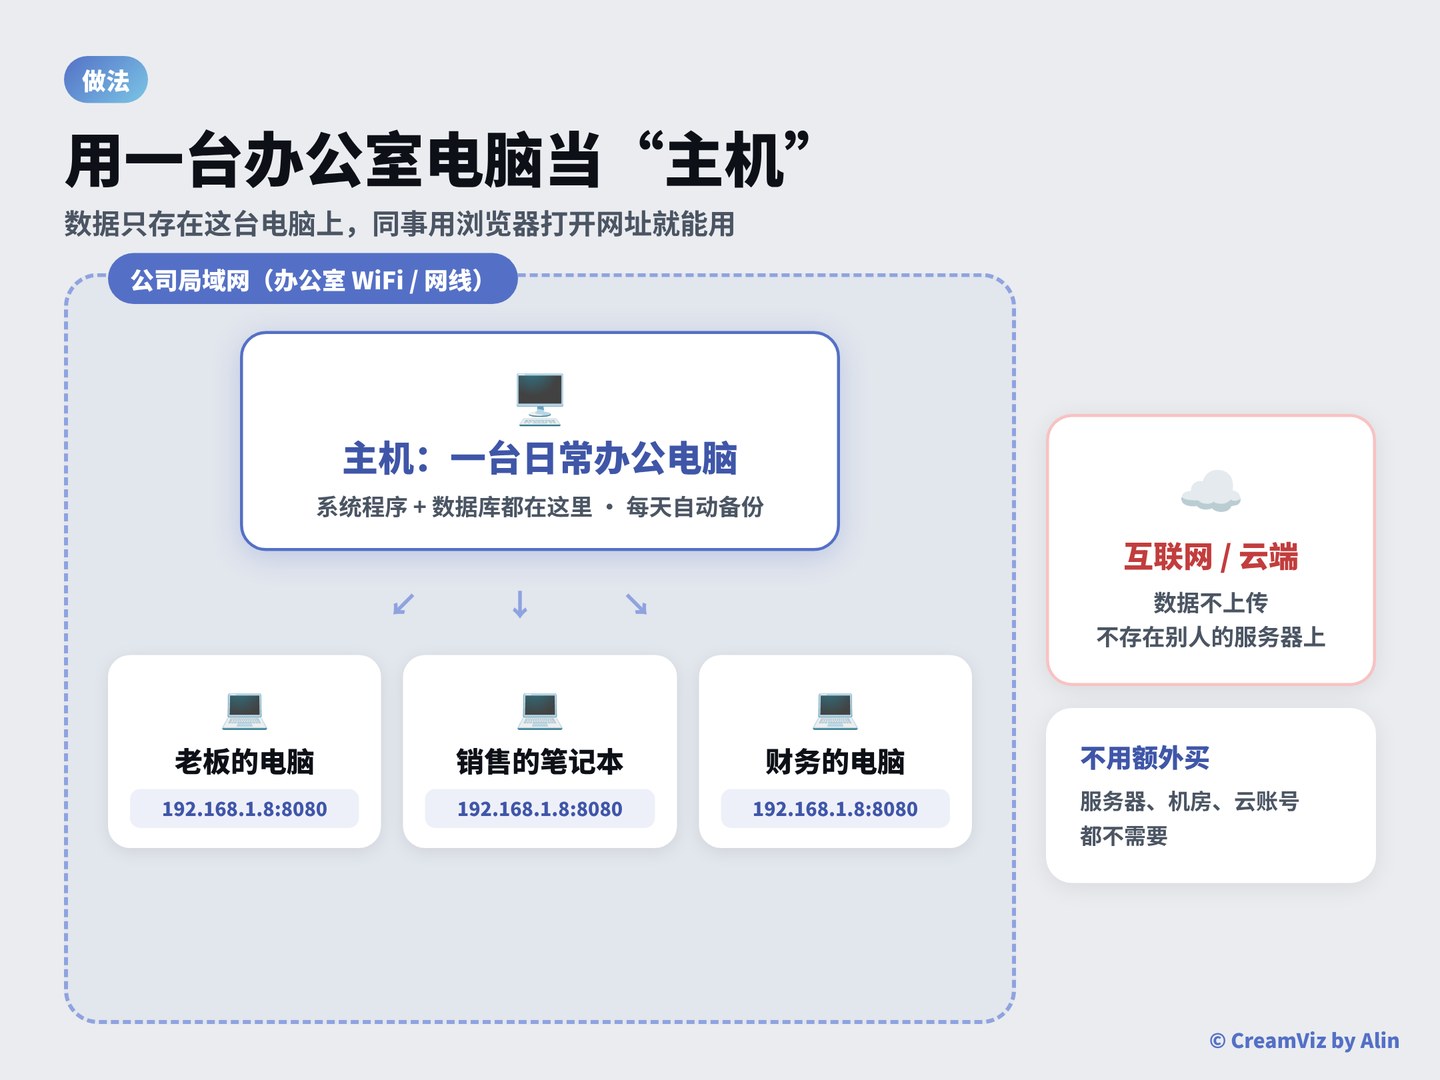 做法
用一台办公室电脑当“主机”
数据只存在这台电脑上，同事用浏览器打开网址就能用
公司局域网（办公室 WiFi / 网线）
主机：一台日常办公电脑
系统程序 + 数据库都在这里 · 每天自动备份
↙ ↓ ↘
老板的电脑
192.168.1.8:8080
销售的笔记本
192.168.1.8:8080
财务的电脑
192.168.1.8:8080
互联网 / 云端
数据不上传
不存在别人的服务器上
不用额外买
服务器、机房、云账号
都不需要
© CreamViz by Alin